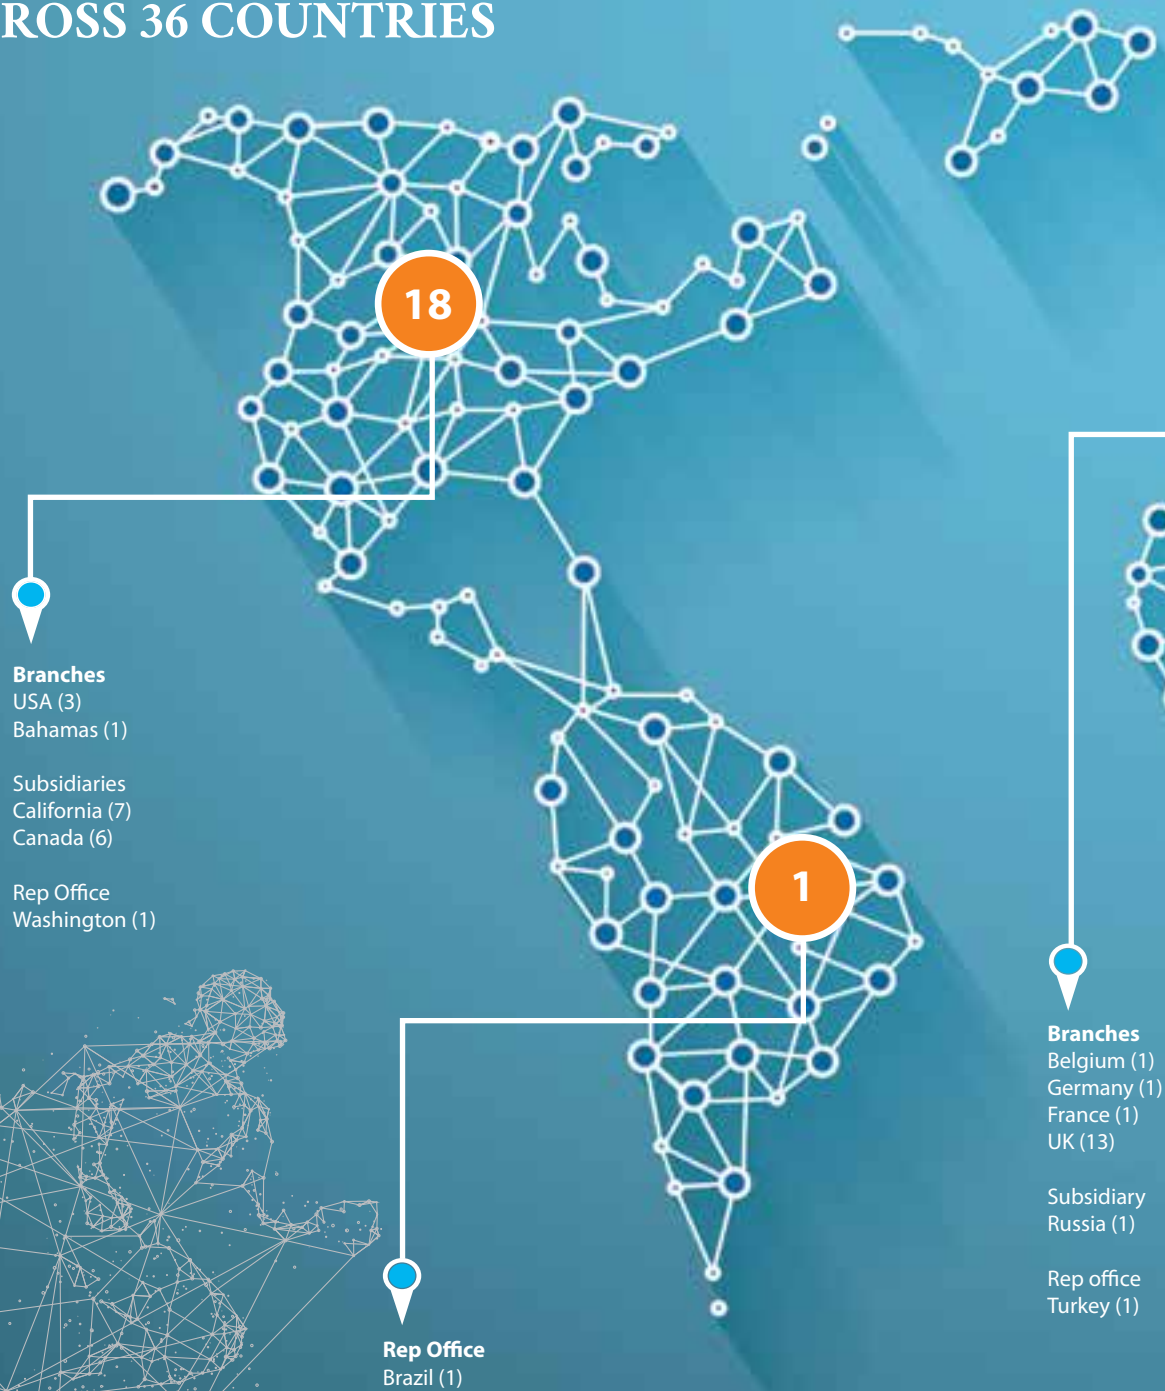 ROSS 36 COUNTRIES
18
Branches
USA (3)
Bahamas (1)
Subsidiaries
California (7)
Canada (6)
Rep Office
Washington (1)
1
Rep Office
Brazil (1)
Branches
Belgium (1)
Germany (1)
France (1)
UK (13)
Subsidiary
Russia (1)
Rep office
Turkey (1)